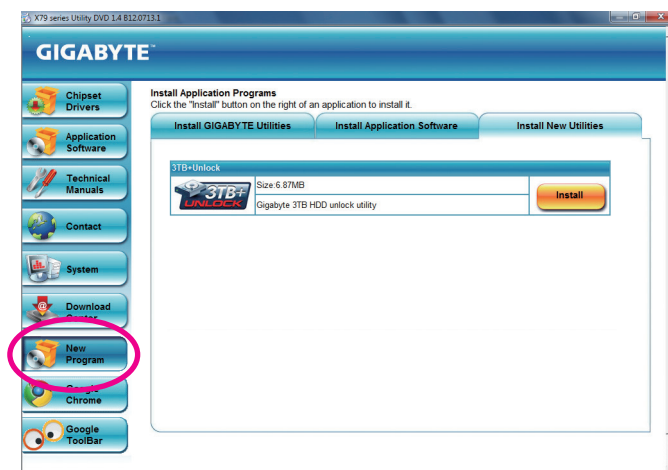 X79 series Utility DVD 1.4 B12.0713.1
GIGABYTE™
Chipset
Drivers
Application
Software
Technical
Manuals
Contact
System
Download
Center
New
Program
Google
Chrome
Google
ToolBar
Install Application Programs
Click the "Install" button on the right of an application to install it.
Install GIGABYTE Utilities
Install Application Software
Install New Utilities
3TB+Unlock
3TB+
UNLOCK
Size:6.87MB
Gigabyte 3TB HDD unlock utility
Install